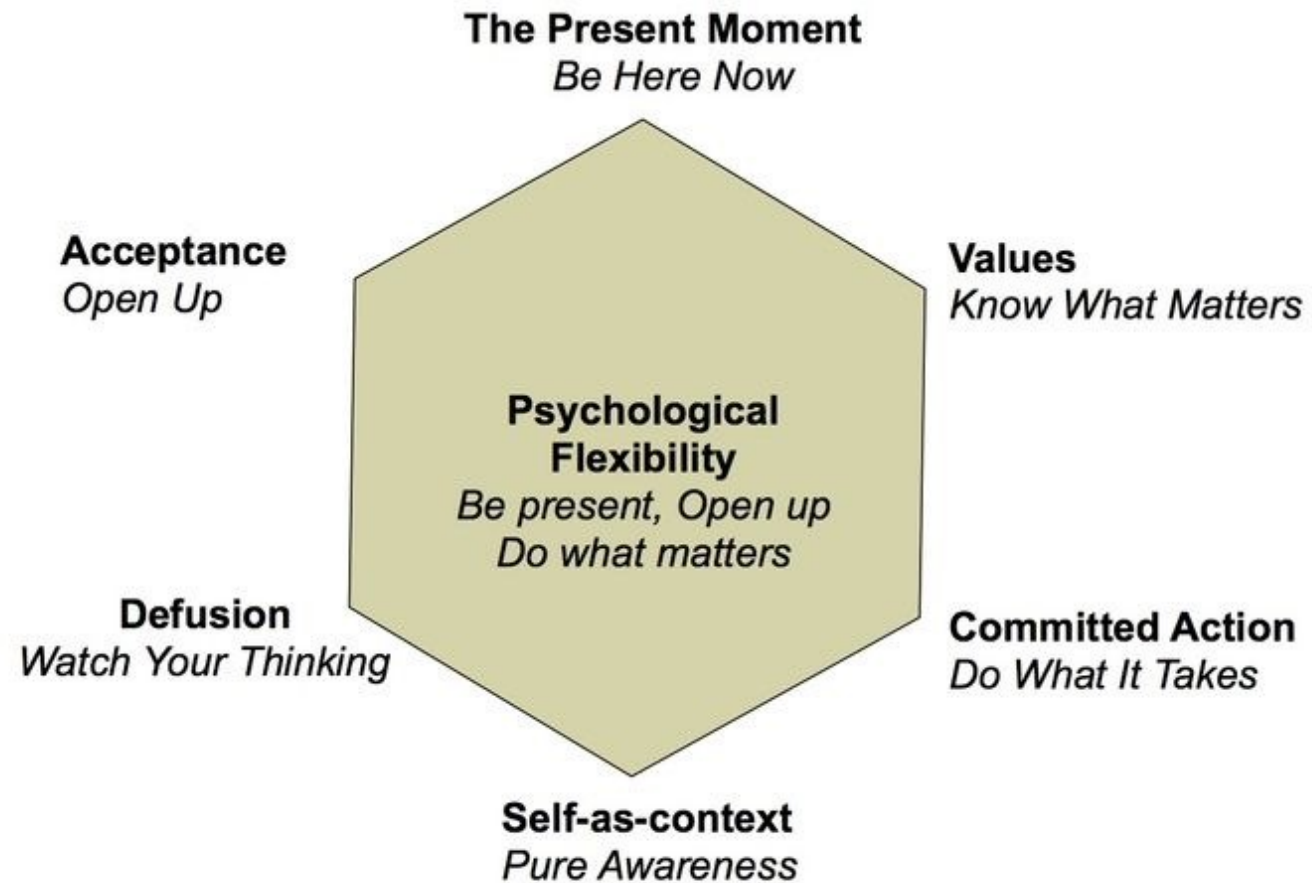 The Present Moment
Be Here Now
Acceptance
Open Up
Values
Know What Matters
Psychological
Flexibility
Be present, Open up
Do what matters
Defusion
Watch Your Thinking
Committed Action
Do What It Takes
Self-as-context
Pure Awareness